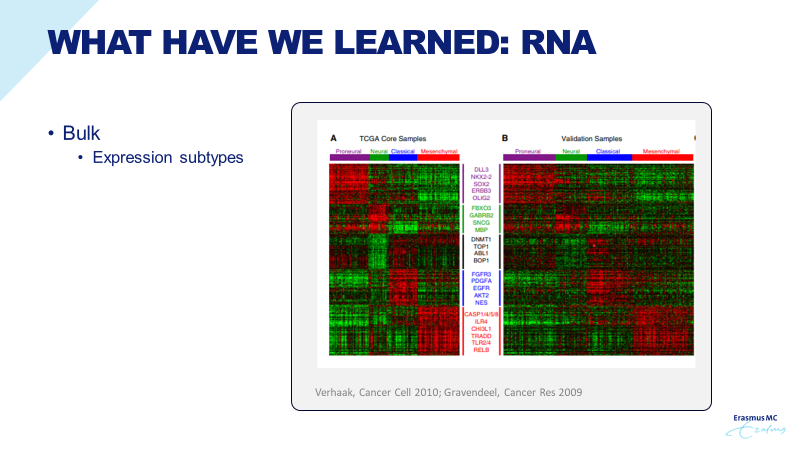 WHAT HAVE WE LEARNED: RNA
• Bulk
• Expression subtypes
A TCGA Core Samples
Proneural Neural Classical Mesenchymal
B Validation Samples
Proneural Neural Classical Mesenchymal
DLL3
NKX2-2
SOX2
ERBB3
OLIG2
FBXO3
GABRB2
SNCG
MBP
DNMT1
TOP1
ABL1
BOP1
FGFR3
PDGFA
EGFR
AKT2
NES
CASP1/4/5/8
ILR4
CHI3L1
TRADD
TLR2/4
RELB
Verhaak, Cancer Cell 2010; Gravendeel, Cancer Res 2009
Erasmus MC
Erasmus